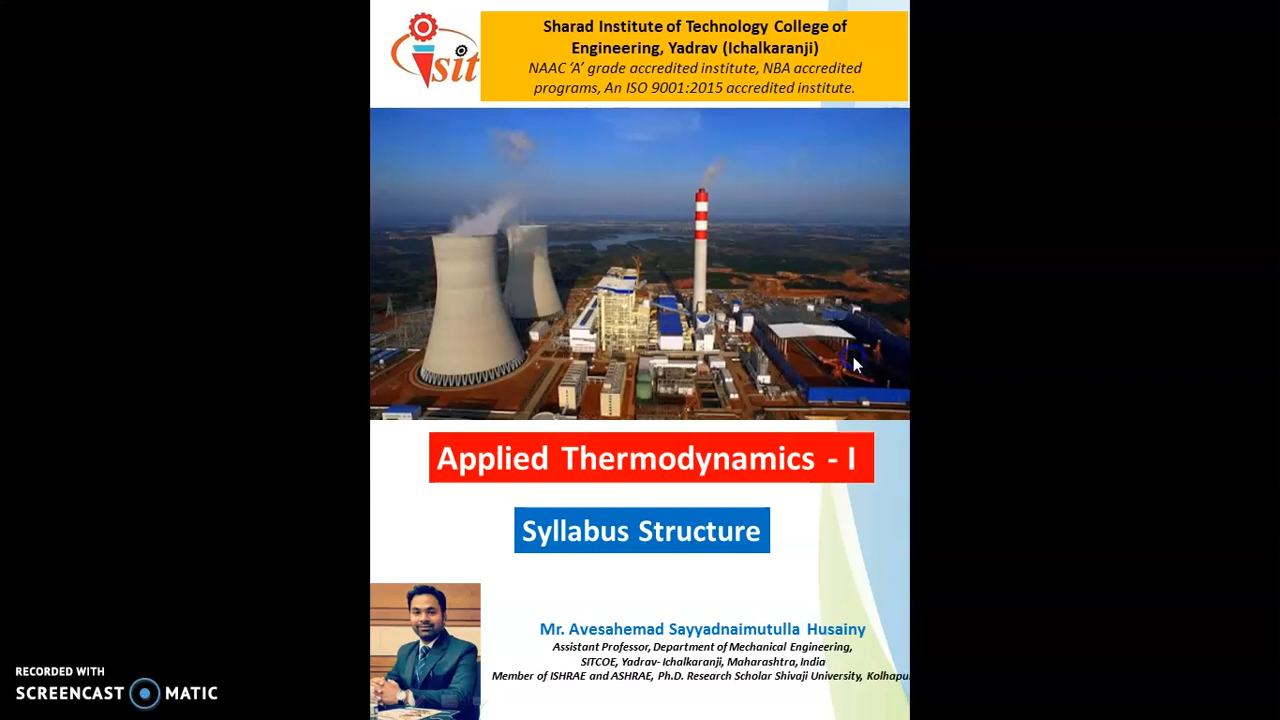 sit
Sharad Institute of Technology College of
Engineering, Yadrav (Ichalkaranji)
NAAC ‘A’ grade accredited institute, NBA accredited
programs, An ISO 9001:2015 accredited institute.
Applied Thermodynamics - I
Syllabus Structure
Mr. Avesahemad Sayyadnaimutulla Husainy
Assistant Professor, Department of Mechanical Engineering,
SITCOE, Yadrav- Ichalkaranji, Maharashtra, India
Member of ISHRAE and ASHRAE, Ph.D. Research Scholar Shivaji University, Kolhapu
RECORDED WITH
SCREENCAST MATIC